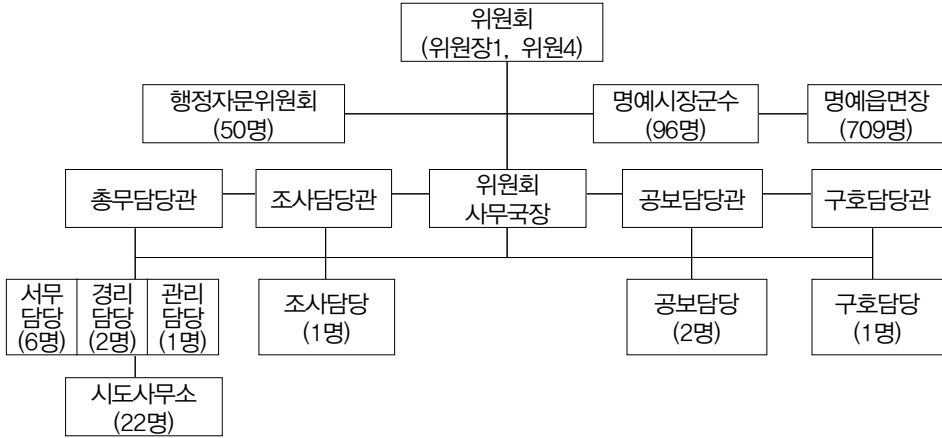 위원회
(위원장1, 위원4)
행정자문위원회
(50명)
명예시장군수
(96명)
명예읍면장
(709명)
총무담당관
조사담당관
위원회
사무국장
공보담당관
구호담당관
서무
담당
(6명)
경리
담당
(2명)
관리
담당
(1명)
조사담당
(1명)
공보담당
(2명)
구호담당
(1명)
시도사무소
(22명)